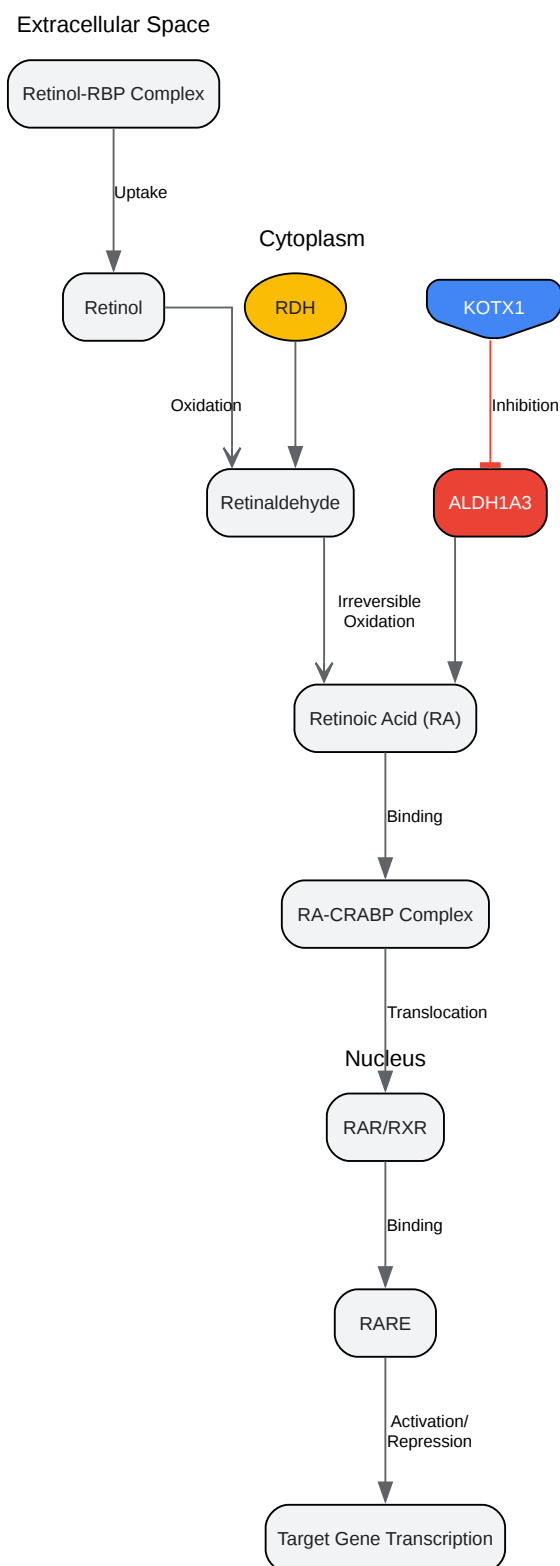 Extracellular Space
Retinol-RBP Complex
Uptake
Cytoplasm
Retinol
RDH
KOTX1
Oxidation
Inhibition
Retinaldehyde
ALDH1A3
Irreversible
Oxidation
Retinoic Acid (RA)
Binding
RA-CRABP Complex
Translocation
Nucleus
RAR/RXR
Binding
RARE
Activation/
Repression
Target Gene Transcription